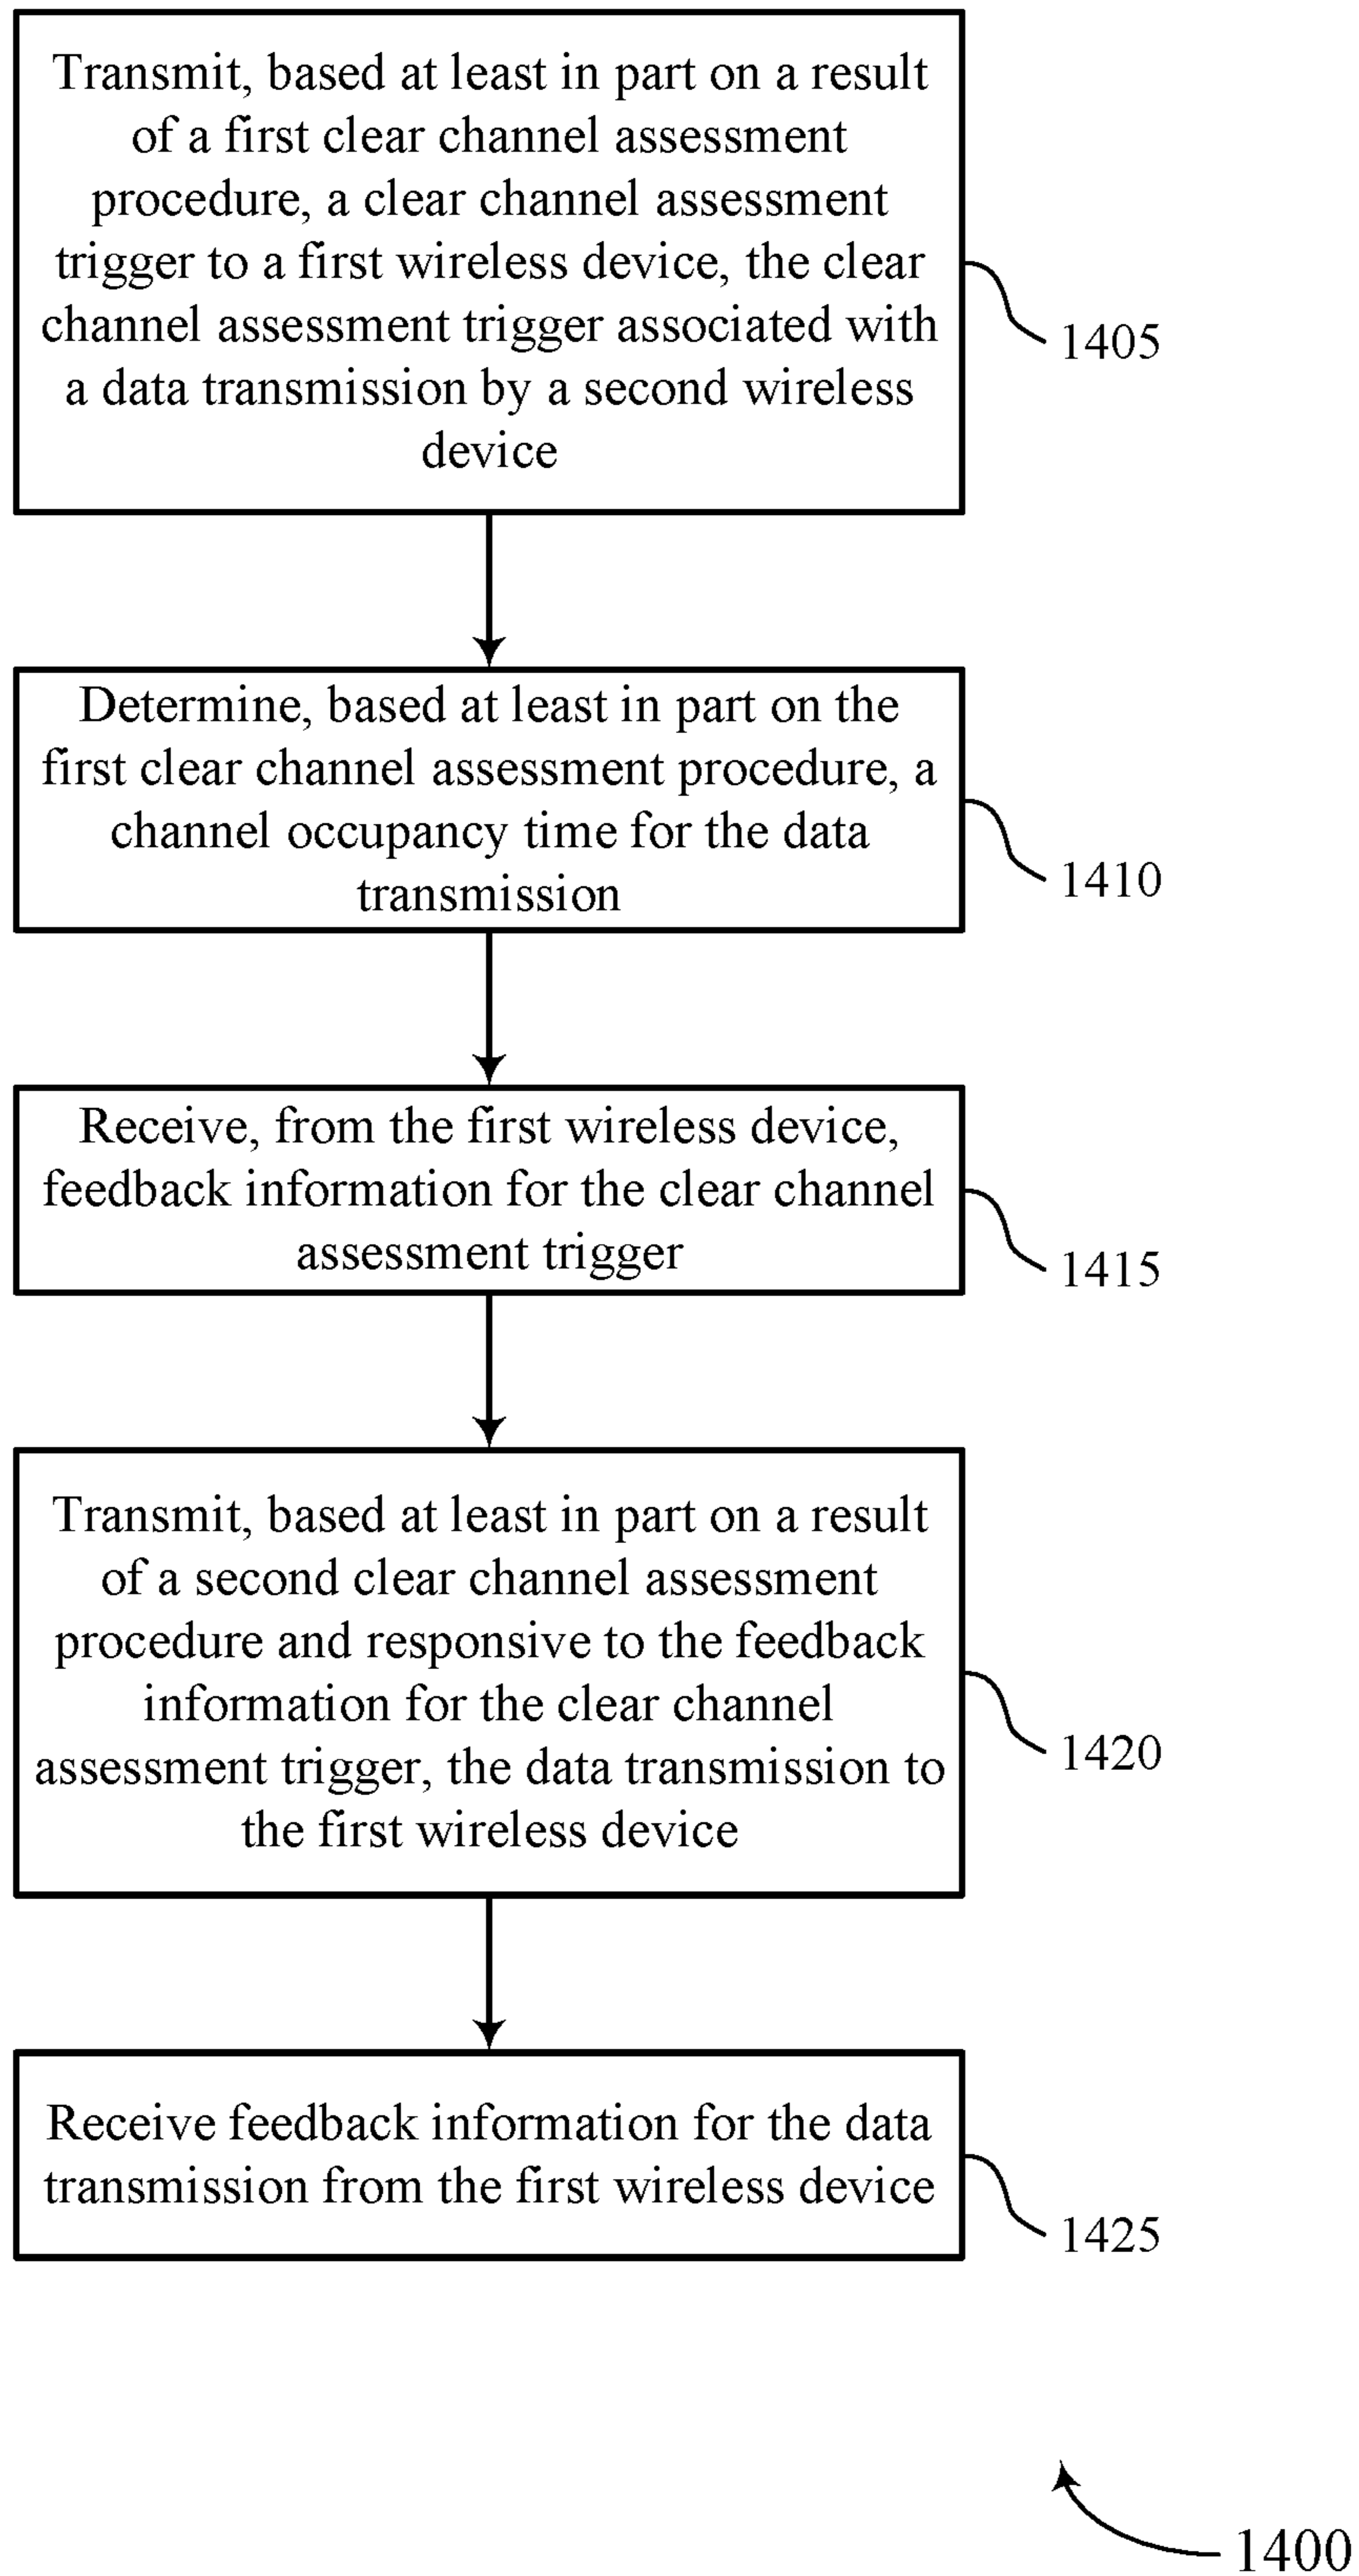 Transmit, based at least in part on a result
of a first clear channel assessment
procedure, a clear channel assessment
trigger to a first wireless device, the clear
channel assessment trigger associated with
a data transmission by a second wireless
device
1405
Determine, based at least in part on the
first clear channel assessment procedure, a
channel occupancy time for the data
transmission
1410
Receive, from the first wireless device,
feedback information for the clear channel
assessment trigger
1415
Transmit, based at least in part on a result
of a second clear channel assessment
procedure and responsive to the feedback
information for the clear channel
assessment trigger, the data transmission to
the first wireless device
1420
Receive feedback information for the data
transmission from the first wireless device
1425
1400